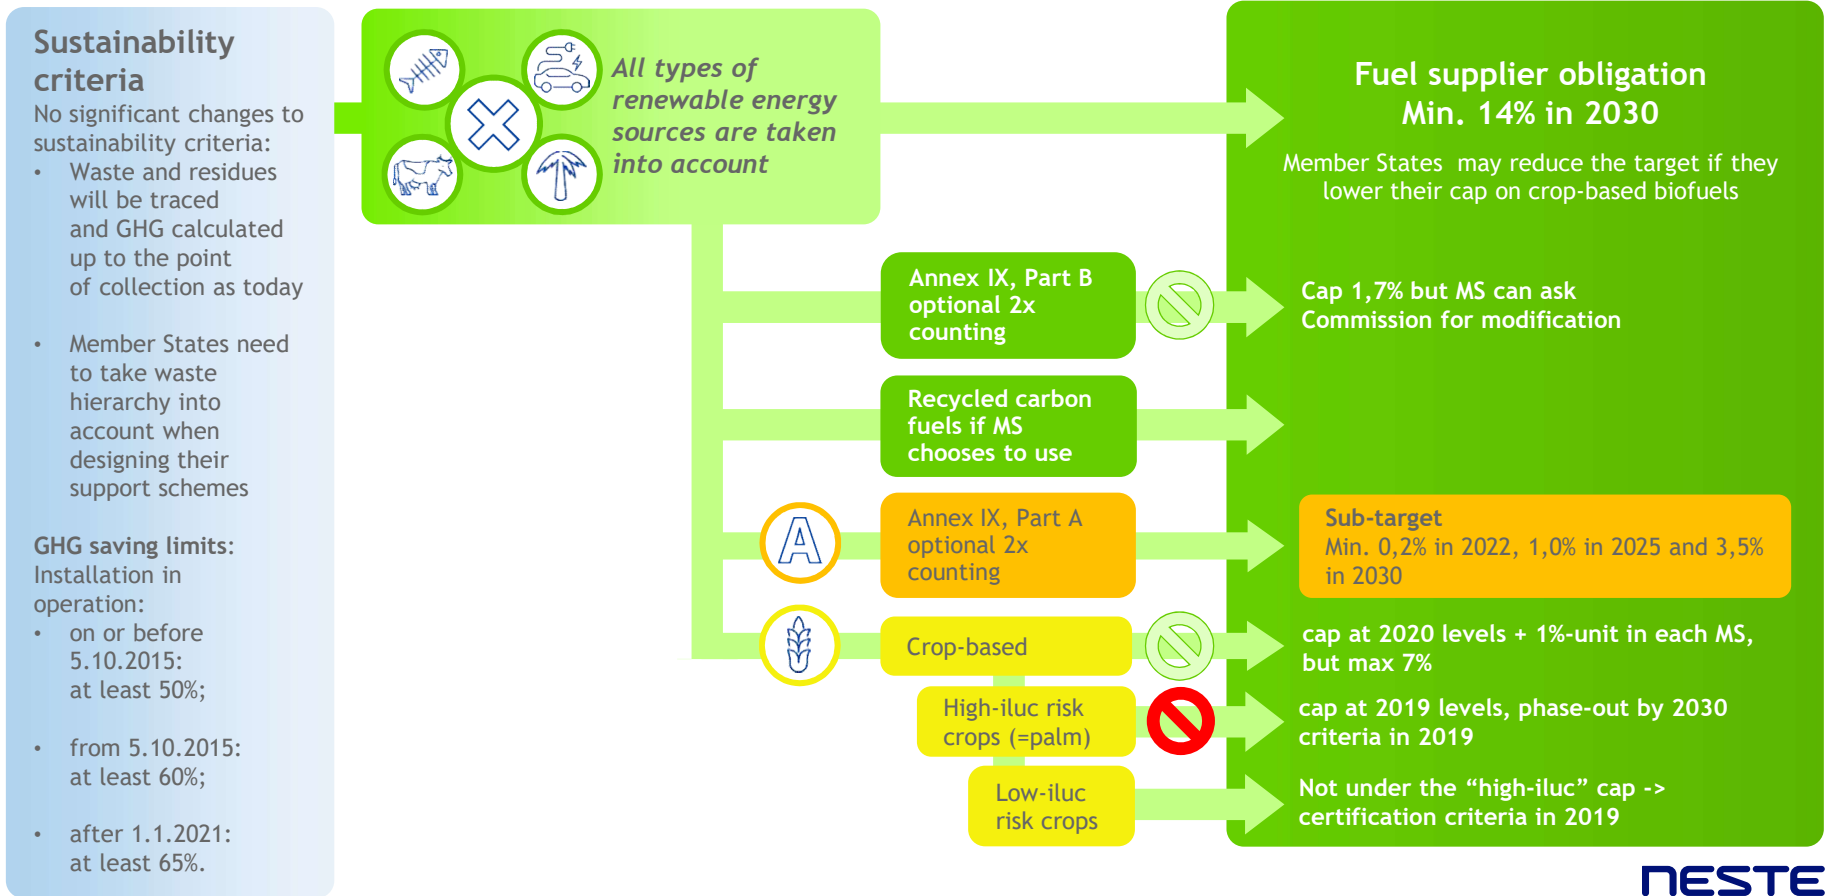 Sustainability
criteria
No significant changes to
sustainability criteria:
• Waste and residues
will be traced
and GHG calculated
up to the point
of collection as today
• Member States need
to take waste
hierarchy into
account when
designing their
support schemes
GHG saving limits:
Installation in
operation:
• on or before
5.10.2015:
at least 50%;
• from 5.10.2015:
at least 60%;
• after 1.1.2021:
at least 65%.
All types of
renewable energy
sources are taken
into account
Fuel supplier obligation
Min. 14% in 2030
Member States may reduce the target if they
lower their cap on crop-based biofuels
Annex IX, Part B
optional 2x
counting
Cap 1,7% but MS can ask
Commission for modification
Recycled carbon
fuels if MS
chooses to use
A
Annex IX, Part A
optional 2x
counting
Sub-target
Min. 0,2% in 2022, 1,0% in 2025 and 3,5%
in 2030
Crop-based
cap at 2020 levels + 1%-unit in each MS,
but max 7%
High-iluc risk
crops (=palm)
cap at 2019 levels, phase-out by 2030
criteria in 2019
Low-iluc
risk crops
Not under the “high-iluc” cap ->
certification criteria in 2019
NESTE